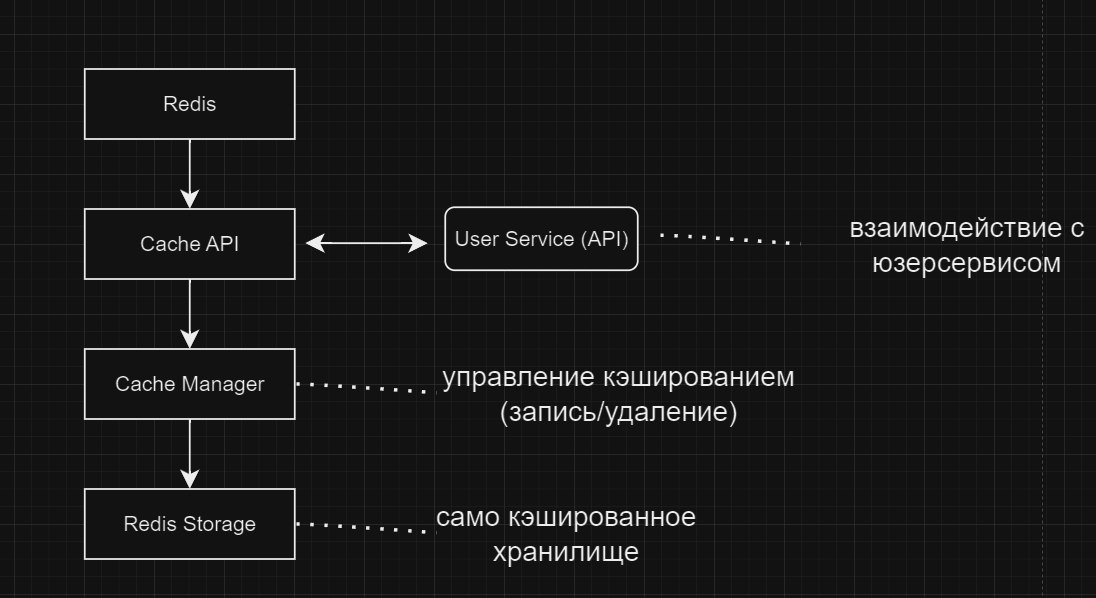 Redis
Cache API
User Service (API)
взаимодействие с
юзерсервисом
Cache Manager
управление кэшированием
(запись/удаление)
Redis Storage
само кэшированное
хранилище